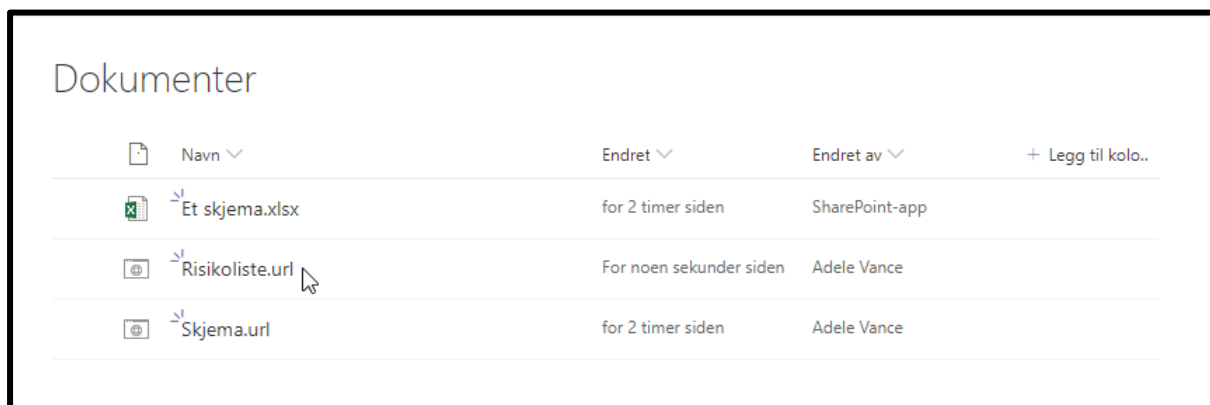 Dokumenter
Navn Endret Endret av + Legg til kolo..
Et skjema.xlsx for 2 timer siden SharePoint-app
Risikoliste.url For noen sekunder siden Adele Vance
Skjema.url for 2 timer siden Adele Vance